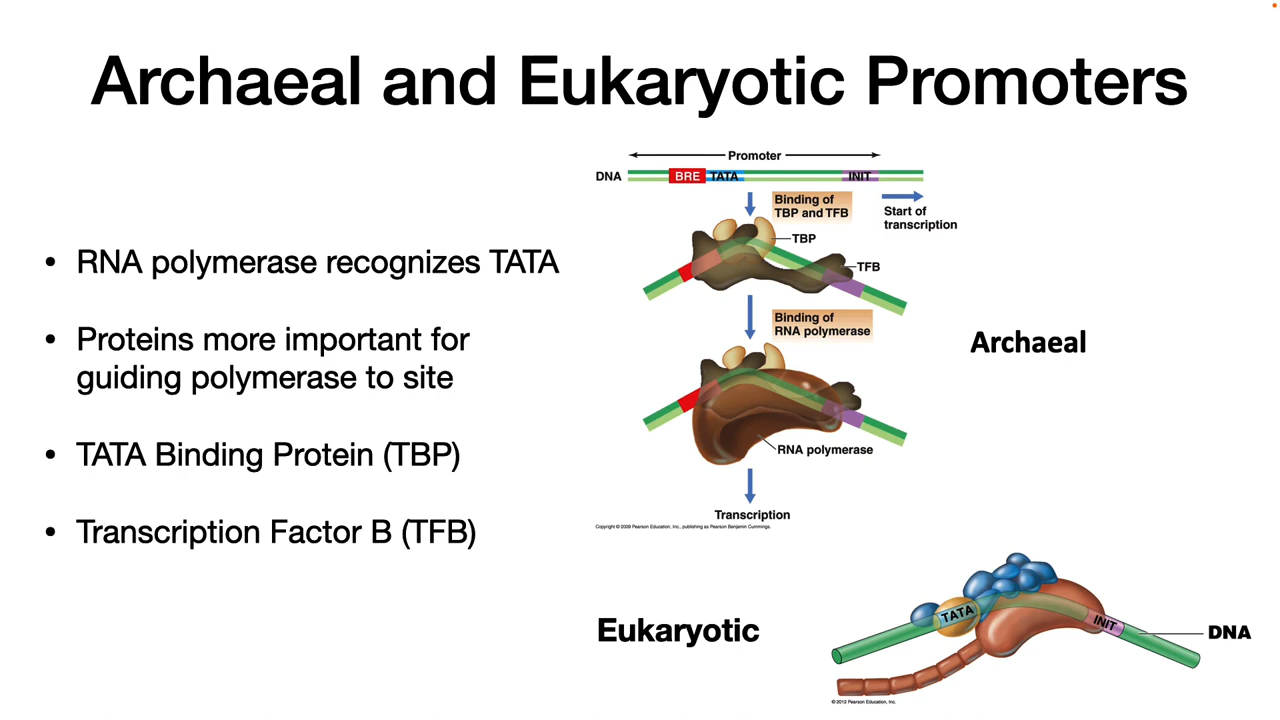 Archaeal and Eukaryotic Promoters
• RNA polymerase recognizes TATA
• Proteins more important for
guiding polymerase to site
• TATA Binding Protein (TBP)
• Transcription Factor B (TFB)
Promoter
DNA
BRE
TATA
INIT
Binding of
TBP and TFB
Start of
transcription
TBP
TFB
Binding of
RNA polymerase
RNA polymerase
Transcription
Copyright © 2009 Pearson Education, Inc., publishing as Pearson Benjamin Cummings.
Archaeal
Eukaryotic
TATA
INIT
DNA
© 2012 Pearson Education, Inc.